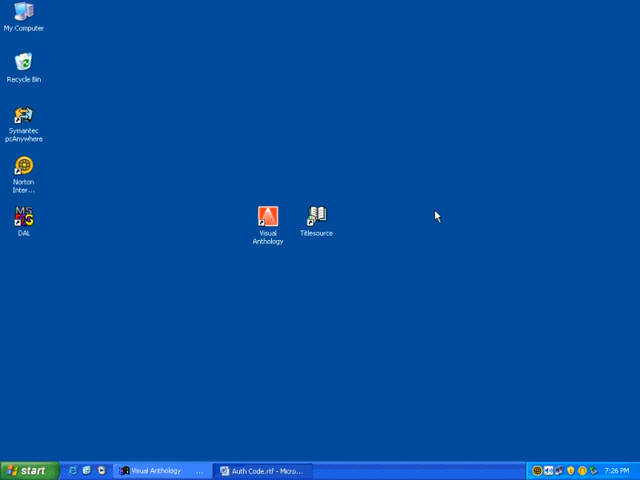 My Computer
Recycle Bin
Symantec
pcAnywhere
Norton
Inter...
MS
DAL
Visual
Anthology
Titlesource
start
Visual Anthology ...
Auth Code.rtf - Micro...
7:26 PM